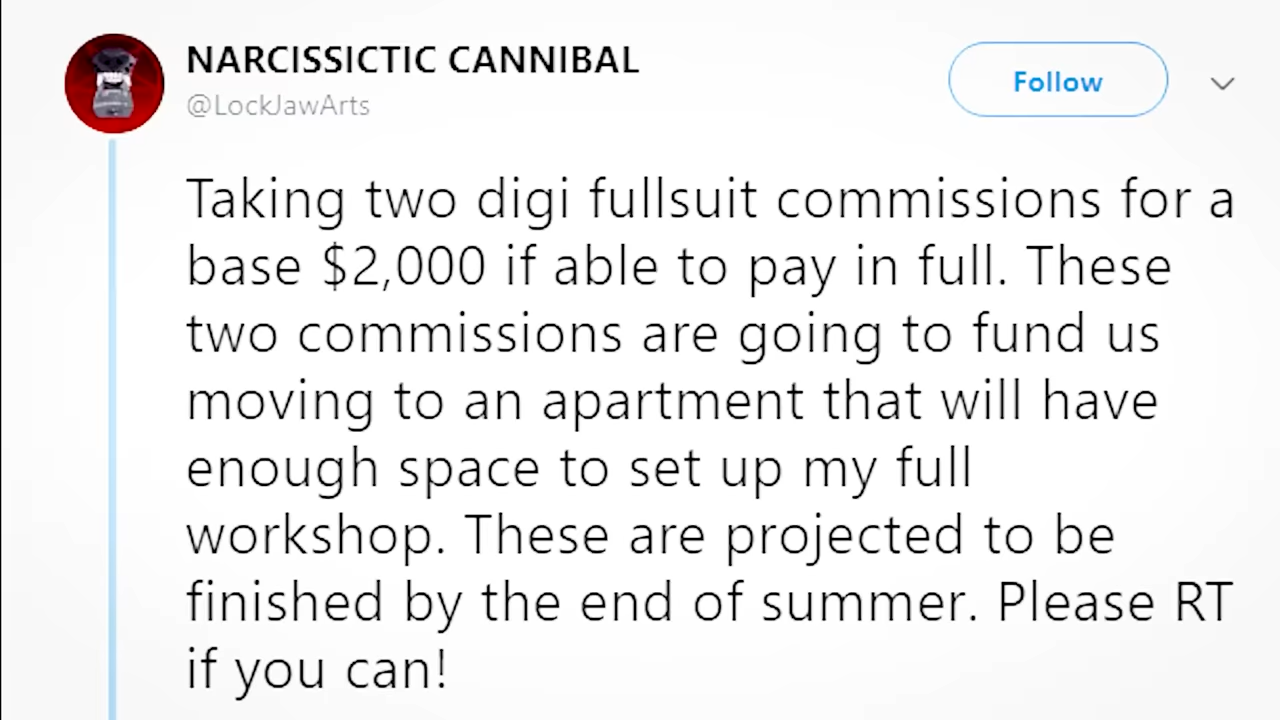 NARCISSICTIC CANNIBAL
@LockJawArts
Follow
Taking two digi fullsuit commissions for a
base $2,000 if able to pay in full. These
two commissions are going to fund us
moving to an apartment that will have
enough space to set up my full
workshop. These are projected to be
finished by the end of summer. Please RT
if you can!